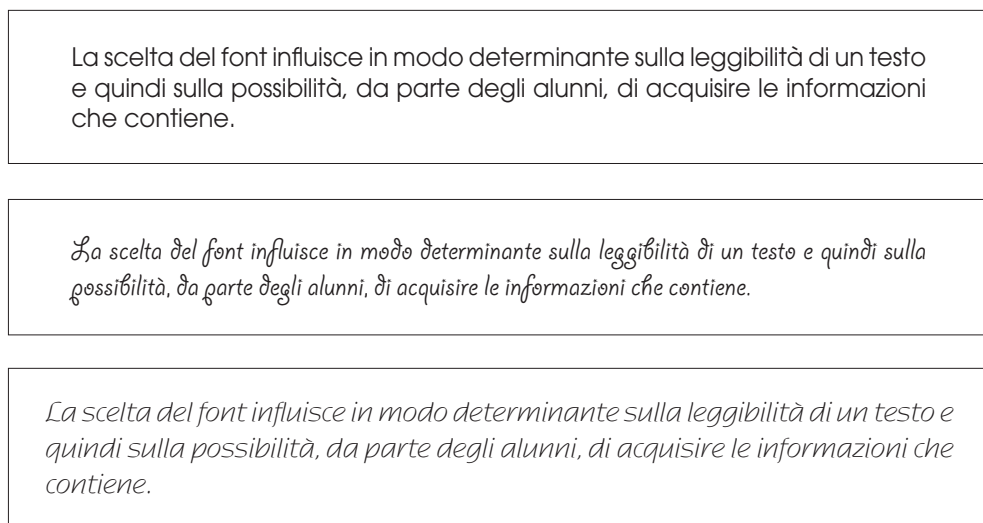 La scelta del font influisce in modo determinante sulla leggibilità di un testo
e quindi sulla possibilità, da parte degli alunni, di acquisire le informazioni
che contiene.
La scelta del font influisce in modo determinante sulla leggibilità di un testo e quindi sulla
possibilità, da parte degli alunni, di acquisire le informazioni che contiene.
La scelta del font influisce in modo determinante sulla leggibilità di un testo e
quindi sulla possibilità, da parte degli alunni, di acquisire le informazioni che
contiene.